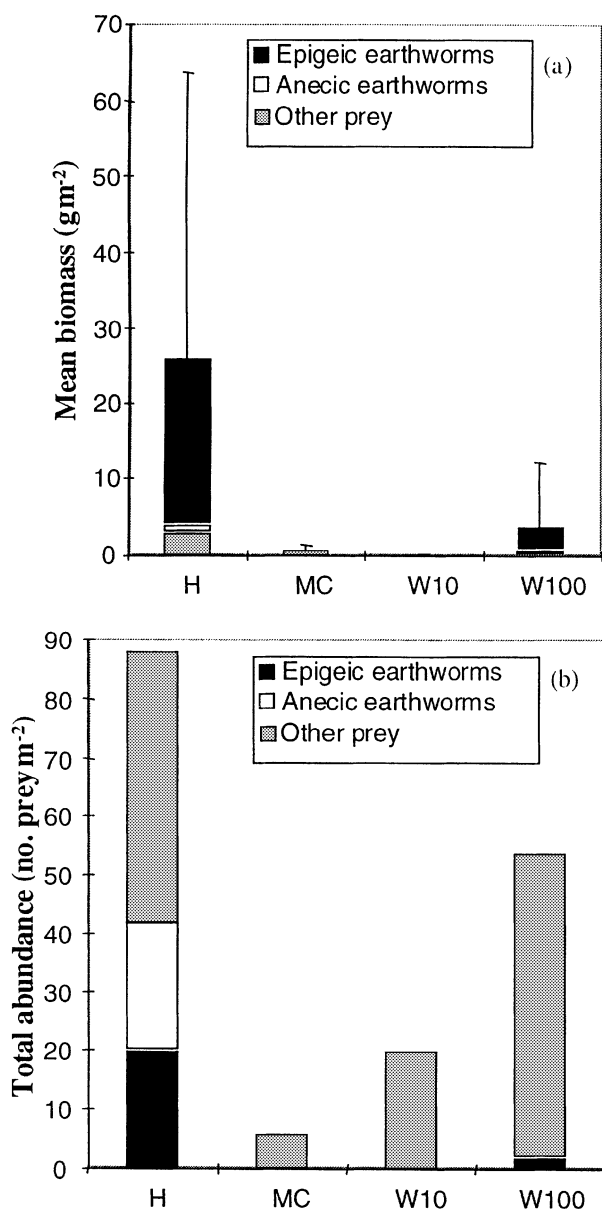 70
60
50
40
30
20
10
0
Mean biomass (gm-2)
Epigeic earthworms
Anecic earthworms
Other prey
(a)
H MC W10 W100
90
80
70
60
50
40
30
20
10
0
Total abundance (no. prey m-2)
Epigeic earthworms
Anecic earthworms
Other prey
(b)
H MC W10 W100